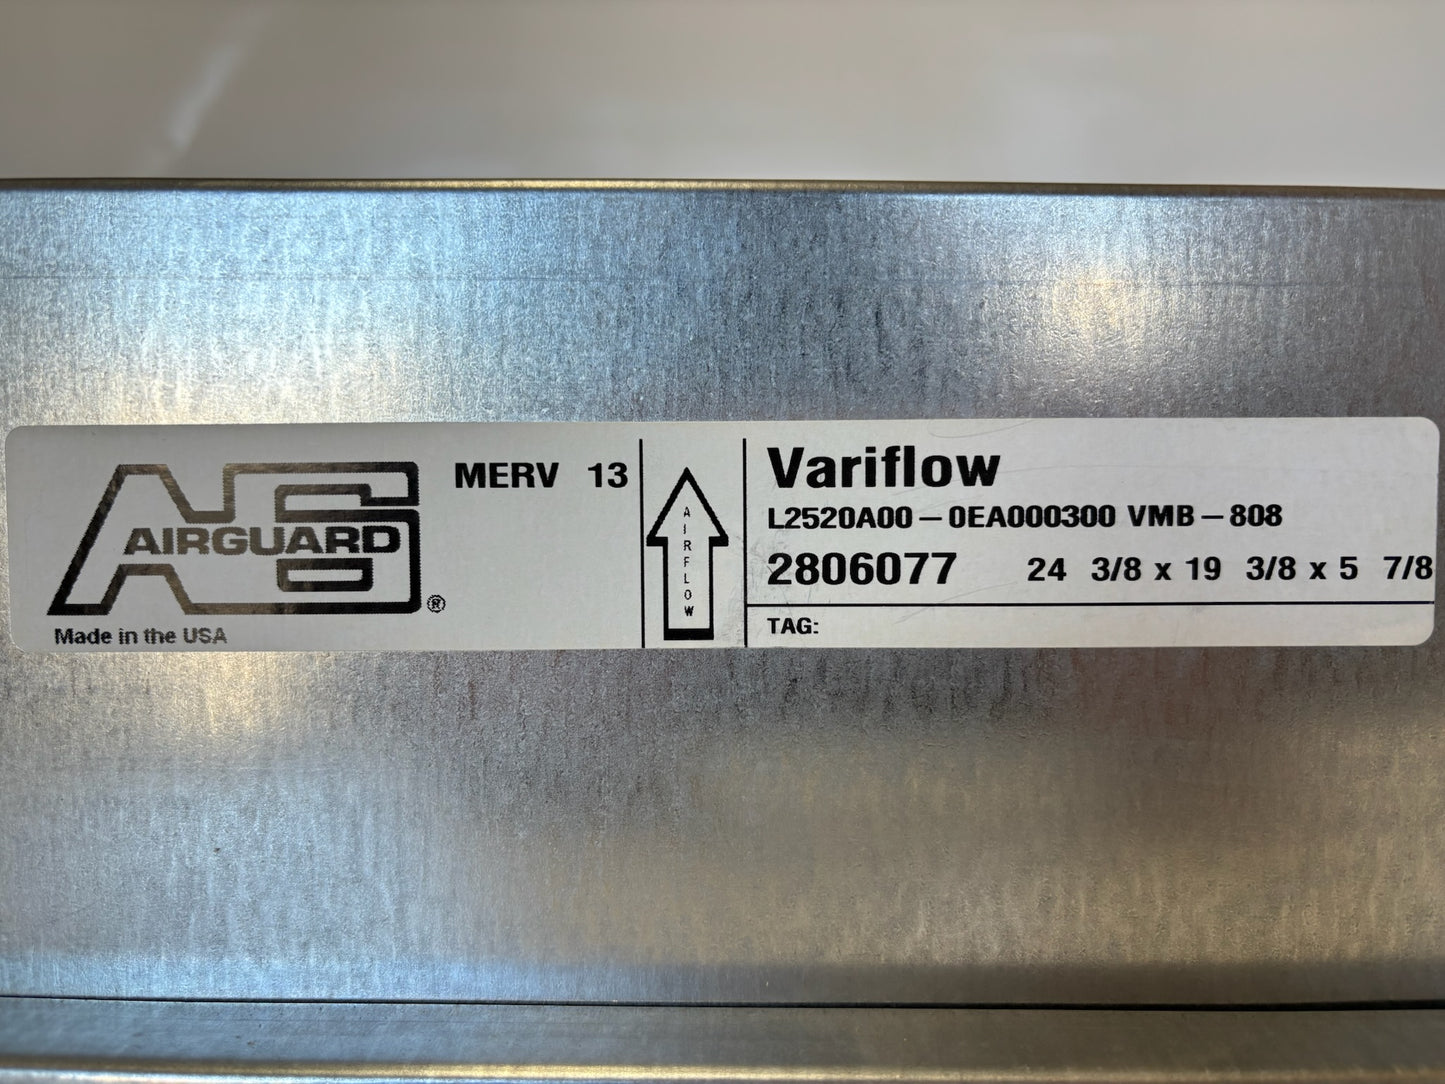 AG
AIRGUARD®
Made in the USA
MERV 13
AIRFLOW
Variflow
L2520A00-0EA000300 VMB-808
2806077 24 3/8 x 19 3/8 x 5 7/8
TAG: